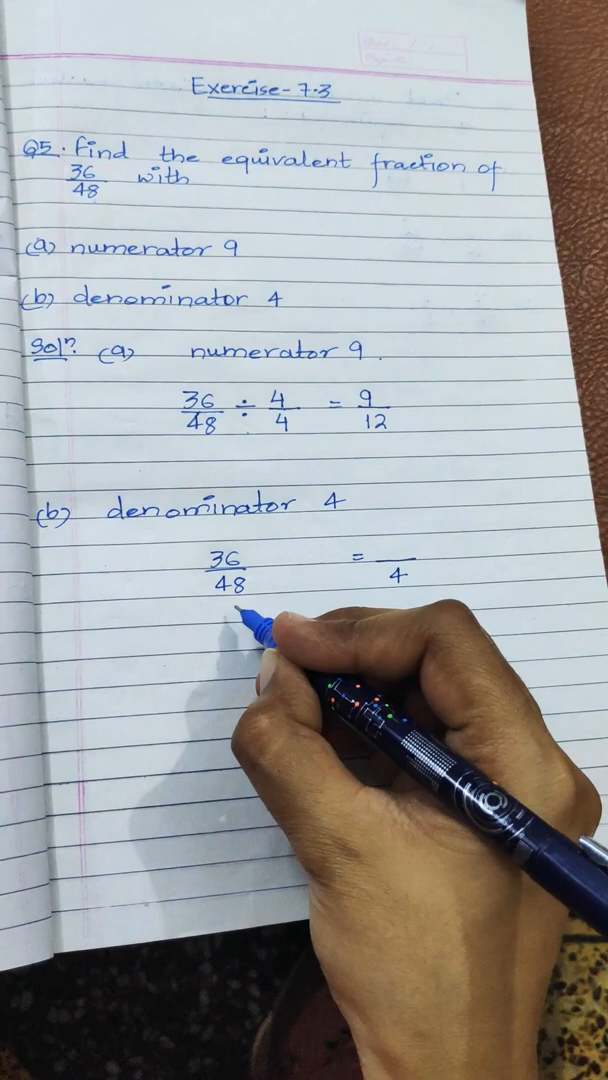 Exercise-7.3
Q5. Find the equivalent fraction of
36/48 with
(a) numerator 9
(b) denominator 4
Solⁿ. (a) numerator 9.
36/48 ÷ 4/4 = 9/12
(b) denominator 4
36/48 = /4